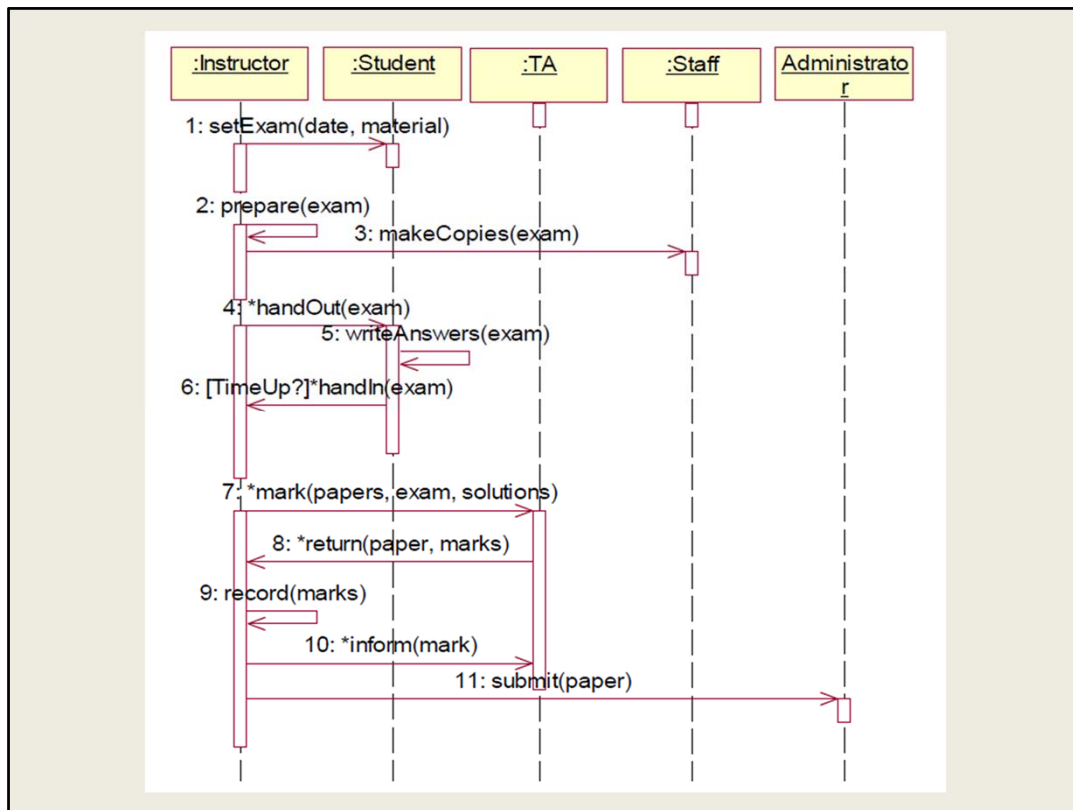 :Instructor
:Student
:TA
:Staff
Administrato
r
1: setExam(date, material)
2: prepare(exam)
3: makeCopies(exam)
4: *handOut(exam)
5: writeAnswers(exam)
6: [TimeUp?]*handIn(exam)
7: *mark(papers, exam, solutions)
8: *return(paper, marks)
9: record(marks)
10: *inform(mark)
11: submit(paper)